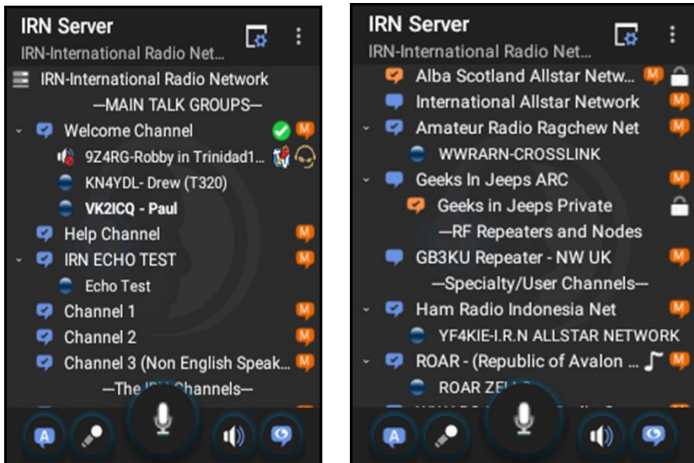 IRN Server
IRN-International Radio Net...
IRN-International Radio Network
—MAIN TALK GROUPS—
Welcome Channel
9Z4RG-Robby in Trinidad1...
KN4YDL- Drew (T320)
VK2ICQ - Paul
Help Channel
IRN ECHO TEST
Echo Test
Channel 1
Channel 2
Channel 3 (Non English Speak...
—The IRN Channels—
IRN Server
IRN-International Radio Net...
Alba Scotland Allstar Netw...
International Allstar Network
Amateur Radio Ragchew Net
WWRARN-CROSSLINK
Geeks In Jeeps ARC
Geeks in Jeeps Private
—RF Repeaters and Nodes
GB3KU Repeater - NW UK
—Specialty/User Channels—
Ham Radio Indonesia Net
YF4KIE-I.R.N ALLSTAR NETWORK
ROAR - (Republic of Avalon ...
ROAR ZELLO